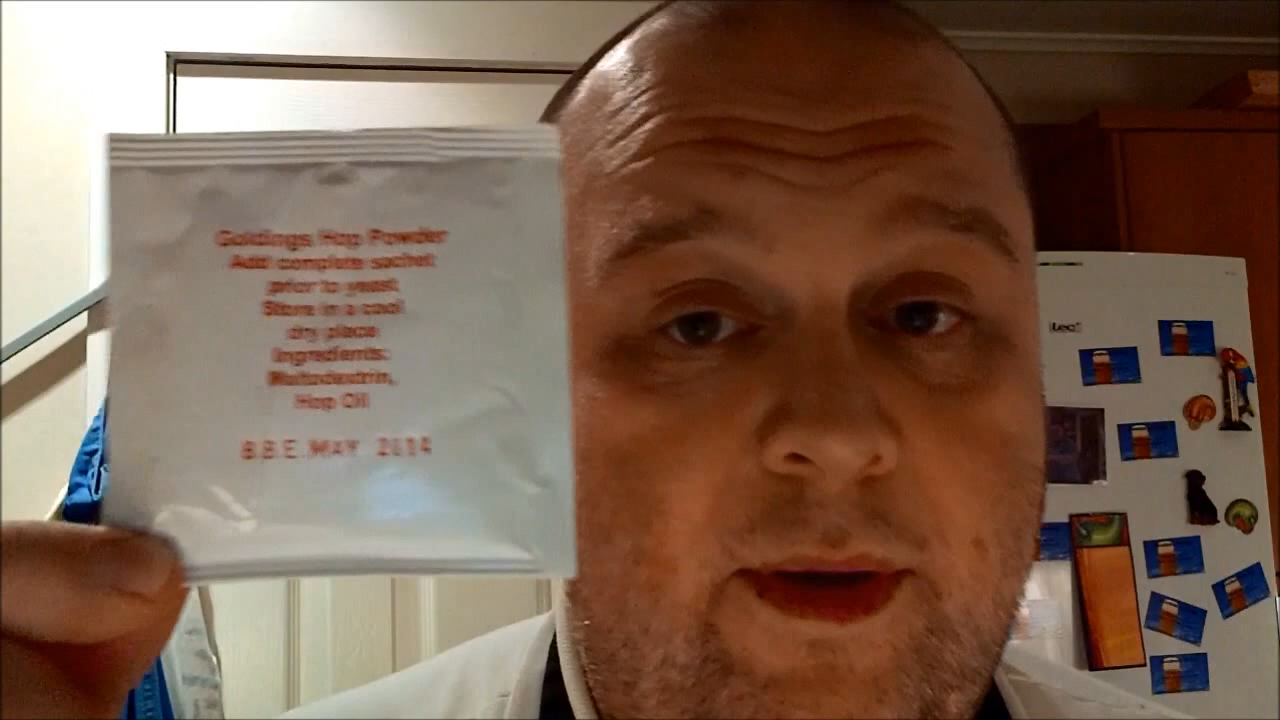 Goldings Hop Powder
Add complete sachet
prior to yeast
Store in a cool
dry place
Ingredients:
Maltodextrin,
Hop Oil
B.B.E. MAY 2014
Lec